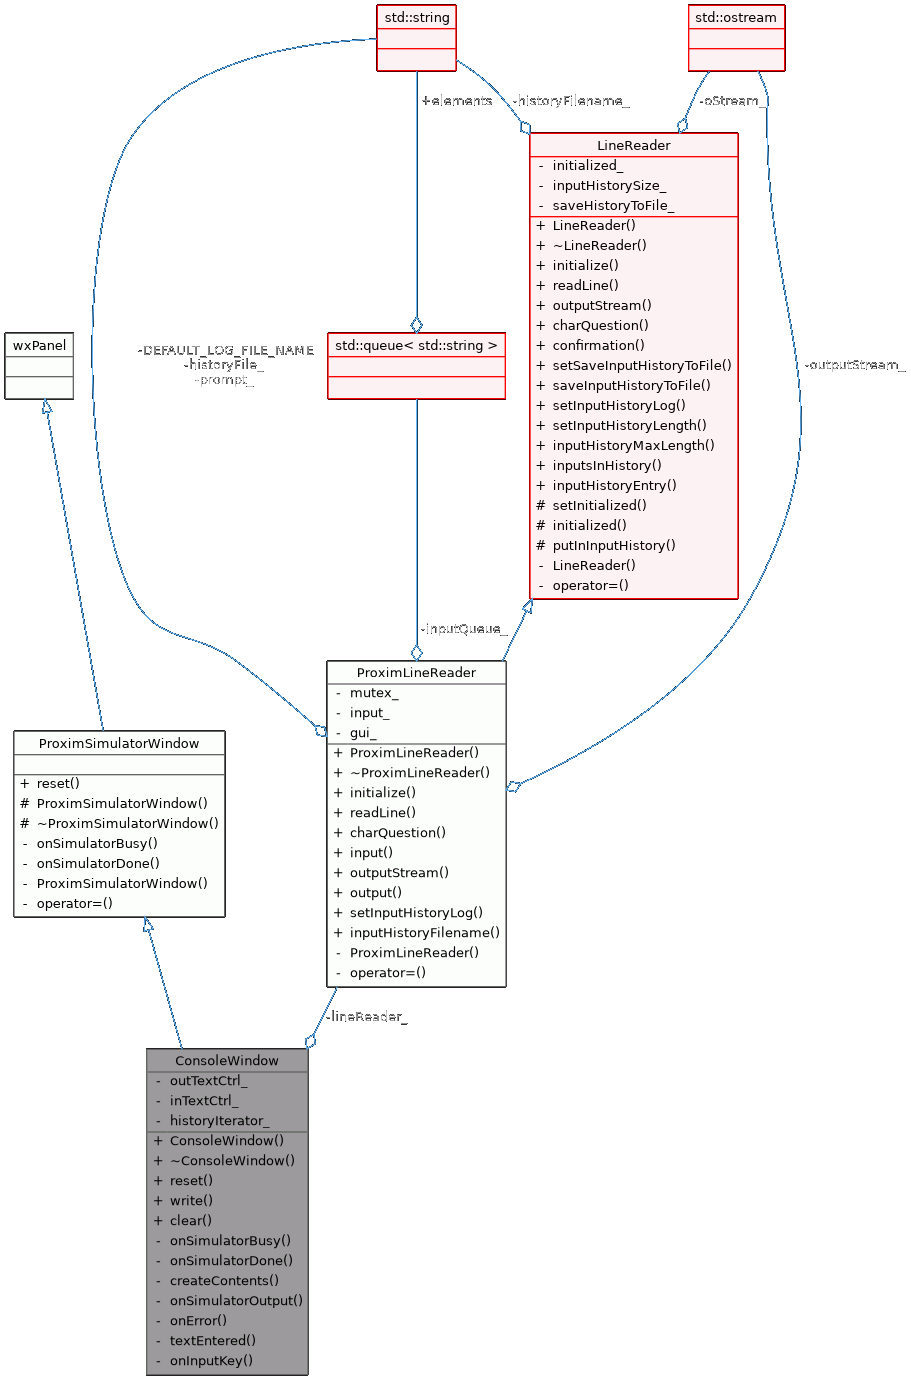 std::string
std::ostream
+elements
-historyFilename_
-oStream_
LineReader
- initialized_
- inputHistorySize_
- saveHistoryToFile_
+ LineReader()
+ ~LineReader()
+ initialize()
+ readLine()
+ outputStream()
+ charQuestion()
+ confirmation()
+ setSaveInputHistoryToFile()
+ saveInputHistoryToFile()
+ setInputHistoryLog()
+ setInputHistoryLength()
+ inputHistoryMaxLength()
+ inputsInHistory()
+ inputHistoryEntry()
# setInitialized()
# initialized()
# putInInputHistory()
- LineReader()
- operator=()
wxPanel
-DEFAULT_LOG_FILE_NAME
-historyFile_
-prompt_
std::queue< std::string >
-outputStream_
-inputQueue_
ProximLineReader
- mutex_
- input_
- gui_
+ ProximLineReader()
+ ~ProximLineReader()
+ initialize()
+ readLine()
+ charQuestion()
+ input()
+ outputStream()
+ output()
+ setInputHistoryLog()
+ inputHistoryFilename()
- ProximLineReader()
- operator=()
ProximSimulatorWindow
+ reset()
# ProximSimulatorWindow()
# ~ProximSimulatorWindow()
- onSimulatorBusy()
- onSimulatorDone()
- ProximSimulatorWindow()
- operator=()
-lineReader_
ConsoleWindow
- outTextCtrl_
- inTextCtrl_
- historyIterator_
+ ConsoleWindow()
+ ~ConsoleWindow()
+ reset()
+ write()
+ clear()
- onSimulatorBusy()
- onSimulatorDone()
- createContents()
- onSimulatorOutput()
- onError()
- textEntered()
- onInputKey()